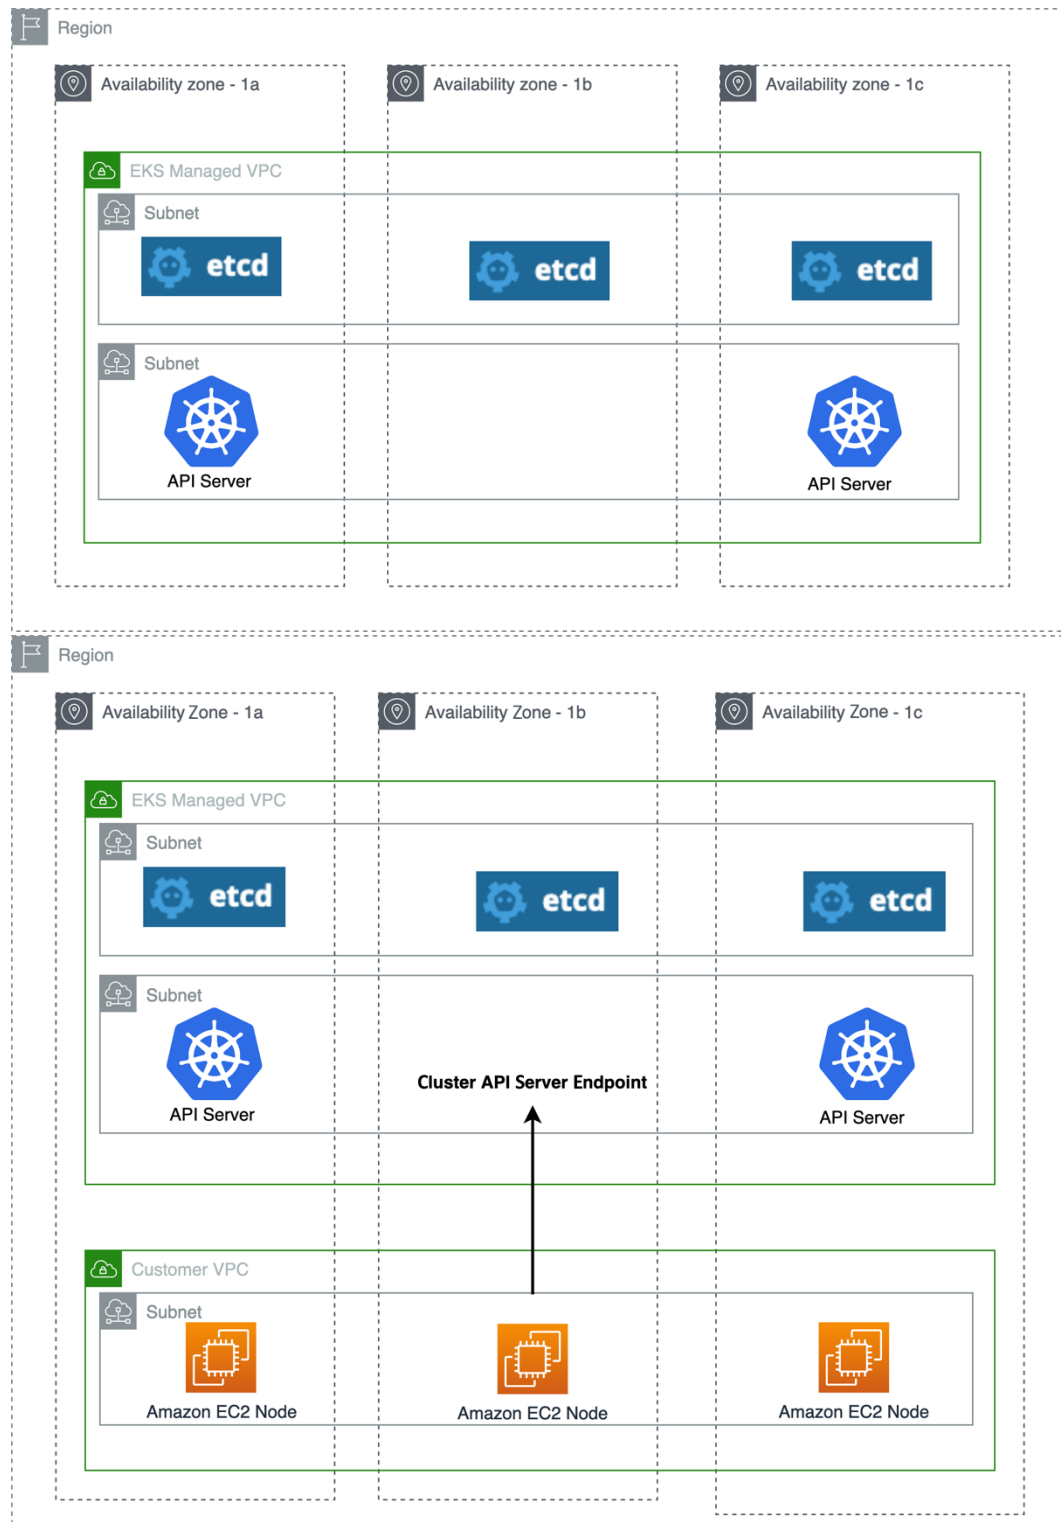 Region
Availability zone - 1a
Availability zone - 1b
Availability zone - 1c
EKS Managed VPC
Subnet
etcd
etcd
etcd
Subnet
API Server
API Server
Region
Availability Zone - 1a
Availability Zone - 1b
Availability Zone - 1c
EKS Managed VPC
Subnet
etcd
etcd
etcd
Subnet
Cluster API Server Endpoint
API Server
API Server
Customer VPC
Subnet
Amazon EC2 Node
Amazon EC2 Node
Amazon EC2 Node